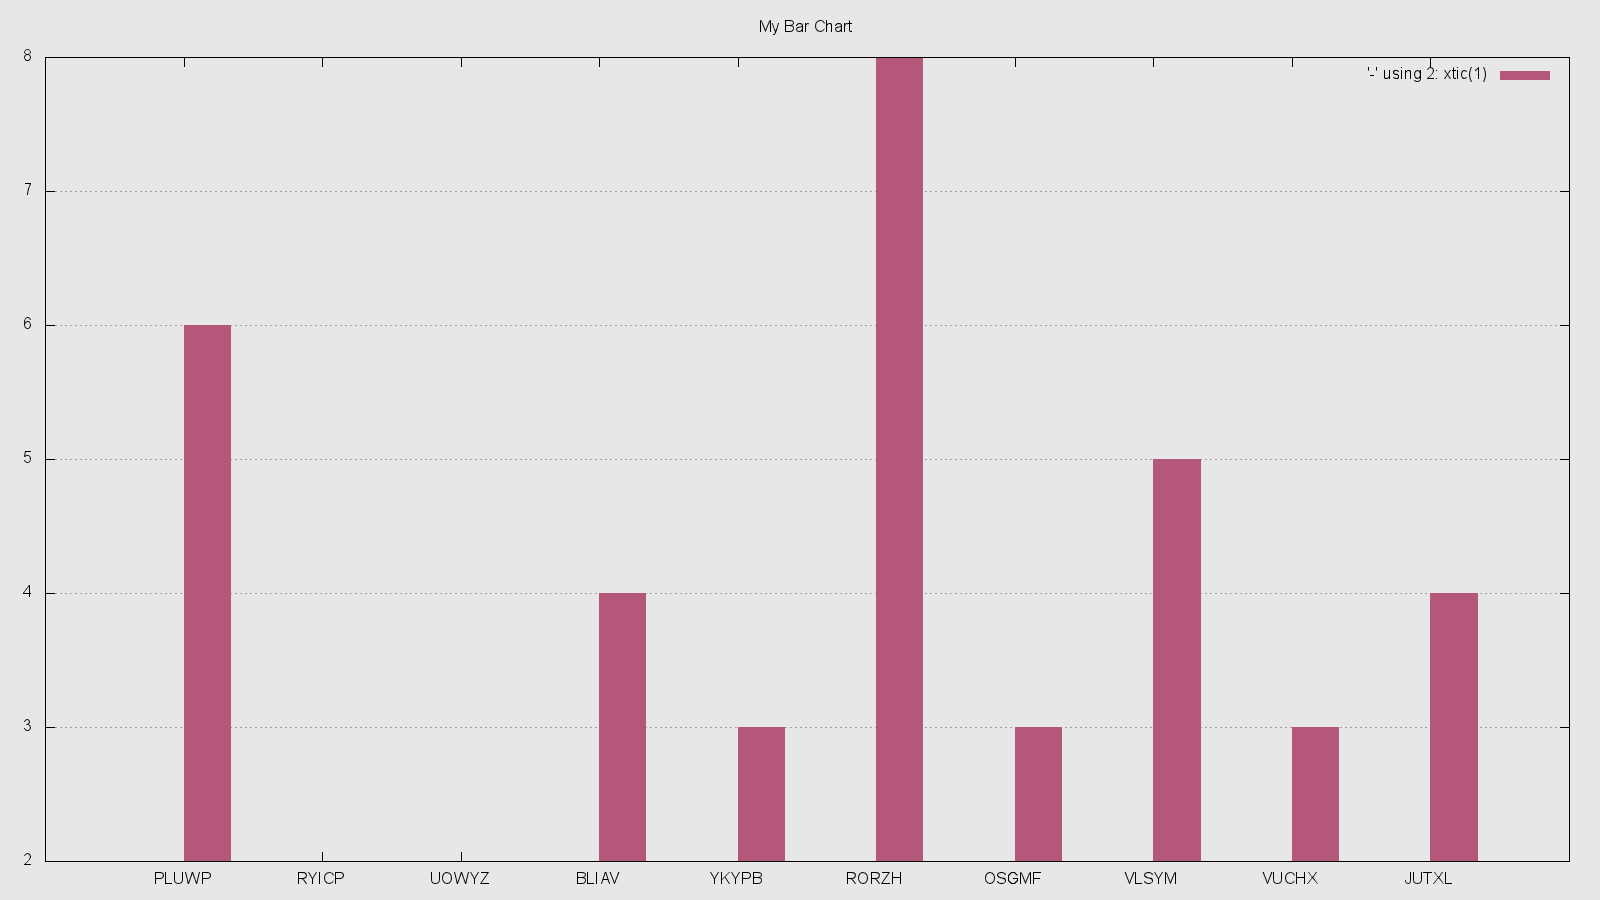 My Bar Chart
'-' using 2: xtic(1)
8
7
6
5
4
3
2
PLUWP RYICP UOWYZ BLIAV YKYPB RORZH OSGMF VLSYM VUCHX JUTXL